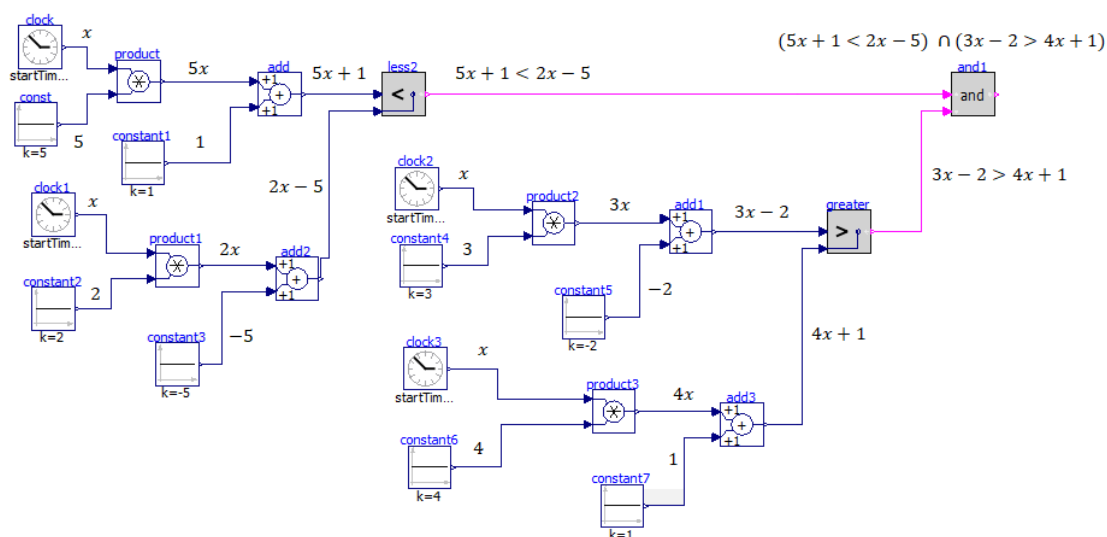 clock
x
product
5x
add
5x + 1
less2
5x + 1 < 2x − 5
(5x + 1 < 2x − 5) ∩ (3x − 2 > 4x + 1)
and1
and
startTim...
+1
+
+1
<
const
k=5
5
constant1
1
k=1
2x − 5
clock1
x
startTim...
product1
2x
add2
+1
+
+1
constant2
2
k=2
constant3
−5
k=-5
clock2
x
startTim...
product2
3x
add1
+1
+
+1
3x − 2
greater
>
3x − 2 > 4x + 1
constant4
3
k=3
constant5
−2
k=-2
4x + 1
clock3
x
startTim...
product3
4x
add3
+1
+
+1
constant6
4
k=4
constant7
1
k=1